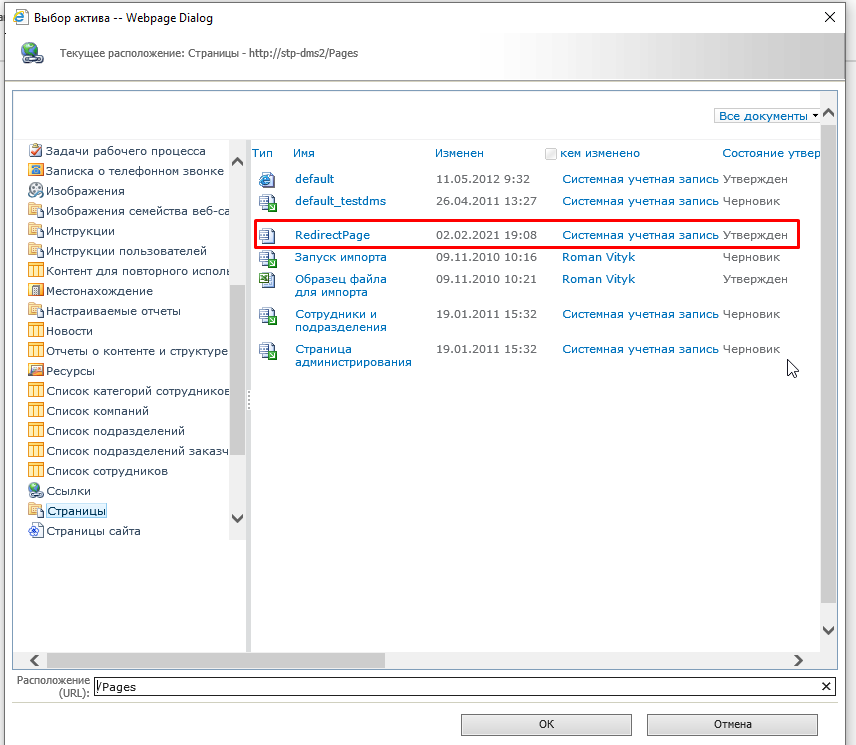 Выбор актива -- Webpage Dialog
Текущее расположение: Страницы - http://stp-dms2/Pages
Все документы
Задачи рабочего процесса
Записка о телефонном звонке
Изображения
Изображения семейства веб-са
Инструкции
Инструкции пользователей
Контент для повторного исполь
Местонахождение
Настраиваемые отчеты
Новости
Отчеты о контенте и структуре
Ресурсы
Список категорий сотрудников
Список компаний
Список подразделений
Список подразделений заказч
Список сотрудников
Ссылки
Страницы
Страницы сайта
Тип Имя Изменен кем изменено Состояние утвер
default 11.05.2012 9:32 Системная учетная запись Утвержден
default_testdms 26.04.2011 13:27 Системная учетная запись Черновик
RedirectPage 02.02.2021 19:08 Системная учетная запись Утвержден
Запуск импорта 09.11.2010 10:16 Roman Vityk Черновик
Образец файла 09.11.2010 10:21 Roman Vityk Утвержден
для импорта
Сотрудники и 19.01.2011 15:32 Системная учетная запись Черновик
подразделения
Страница 19.01.2011 15:32 Системная учетная запись Черновик
администрирования
Расположение
(URL): /Pages
ОК Отмена